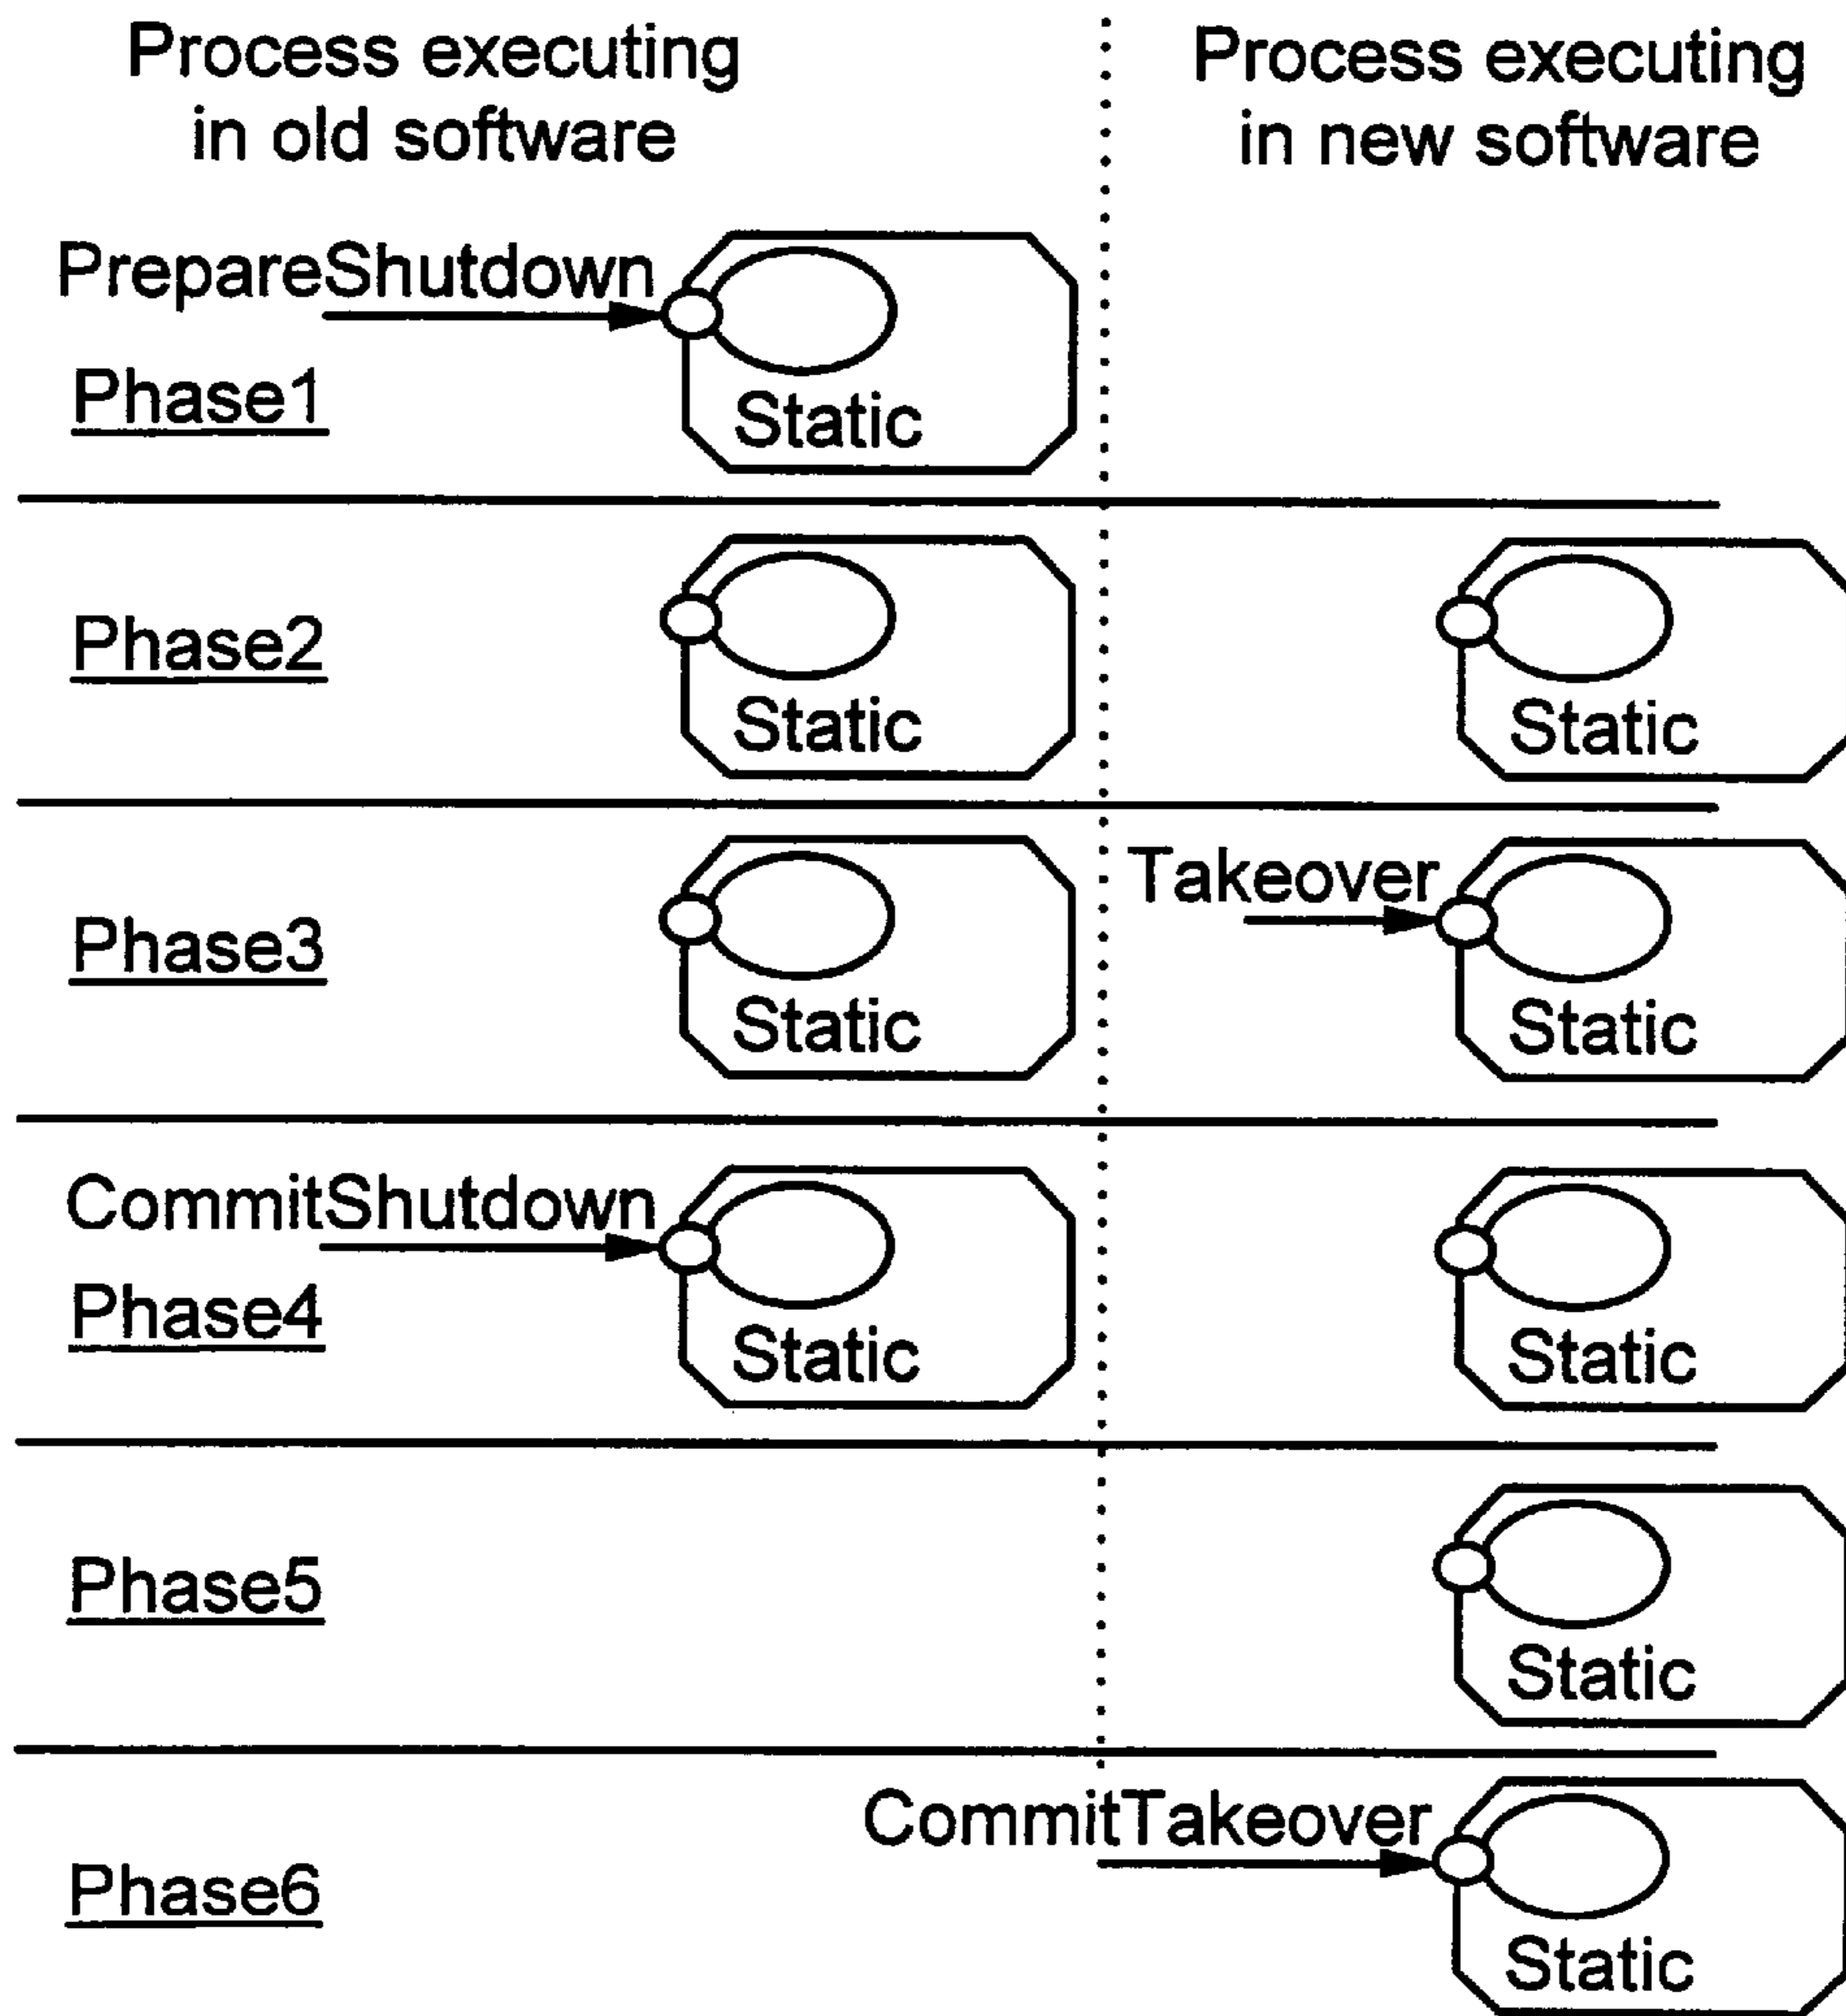 Process executing
in old software
Process executing
in new software
PrepareShutdown
Phase1
Static
Phase2
Static
Static
Phase3
Static
Takeover
Static
CommitShutdown
Phase4
Static
Static
Phase5
Static
CommitTakeover
Phase6
Static